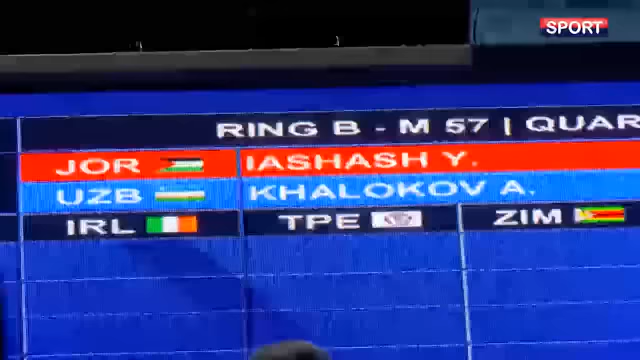 SPORT
RING B - M 57 | QUAR
JOR IASHASH Y.
UZB KHALOKOV A.
IRL TPE ZIM